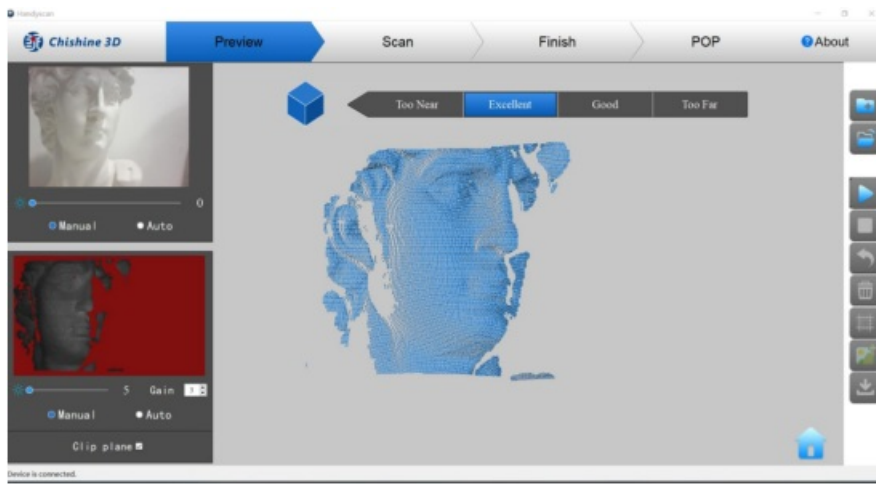 Handyscan
Chishine 3D
Preview
Scan
Finish
POP
About
Too Near
Excellent
Good
Too Far
0
Manual
Auto
5 Gain
Manual
Auto
Clip plane
Device is connected.